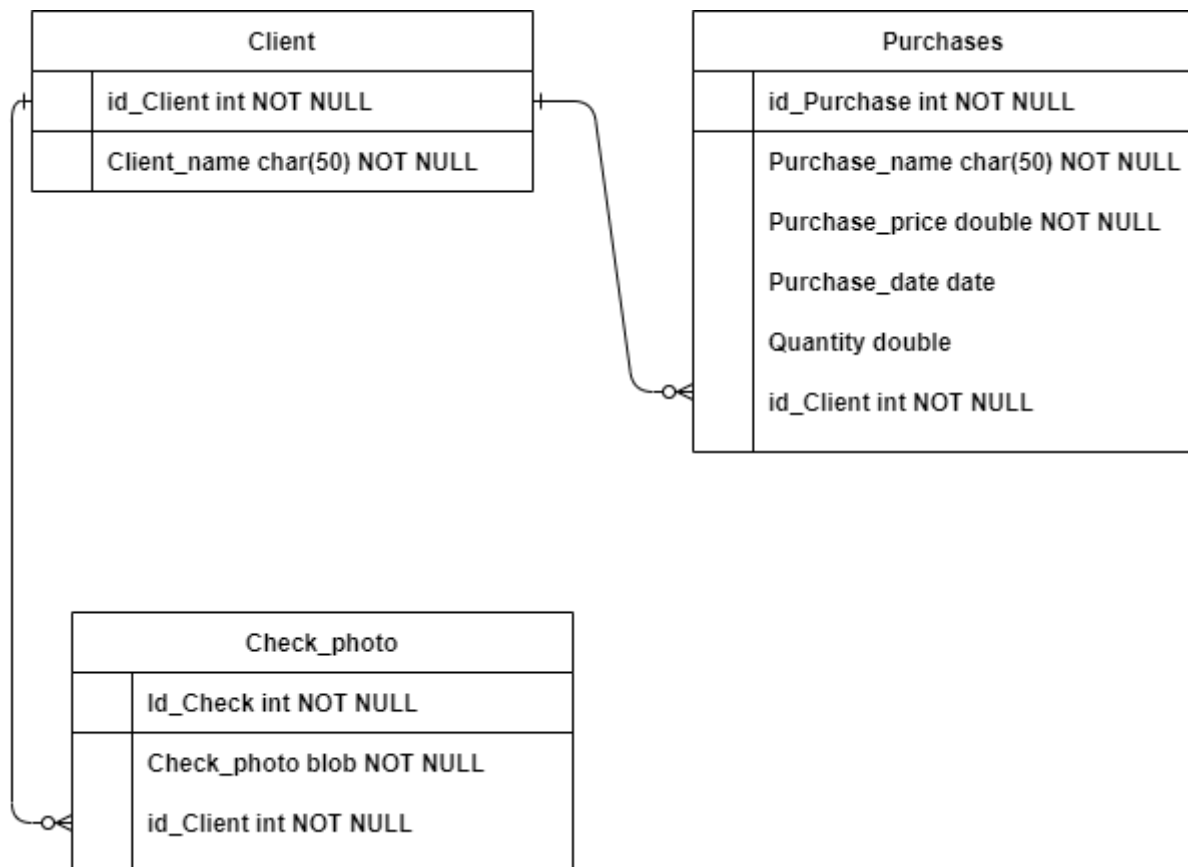 Client
id_Client int NOT NULL
Client_name char(50) NOT NULL
Purchases
id_Purchase int NOT NULL
Purchase_name char(50) NOT NULL
Purchase_price double NOT NULL
Purchase_date date
Quantity double
id_Client int NOT NULL
Check_photo
Id_Check int NOT NULL
Check_photo blob NOT NULL
id_Client int NOT NULL